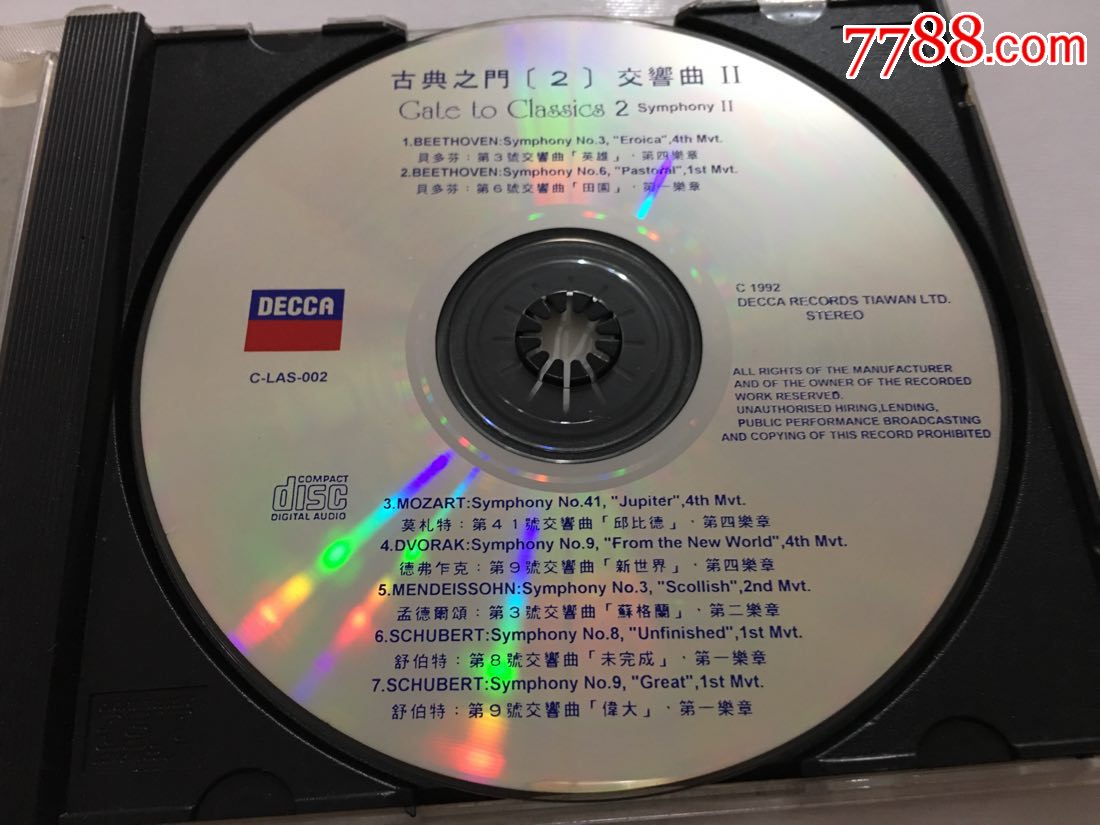 7788.com
古典之門〔2〕 交響曲 II
Gate to Classics 2 Symphony II
1.BEETHOVEN:Symphony No.3, "Eroica",4th Mvt.
貝多芬：第3號交響曲「英雄」、第四樂章
2.BEETHOVEN:Symphony No.6, "Pastoral",1st Mvt.
貝多芬：第6號交響曲「田園」、第一樂章
DECCA
C-LAS-002
C 1992
DECCA RECORDS TIAWAN LTD.
STEREO
ALL RIGHTS OF THE MANUFACTURER
AND OF THE OWNER OF THE RECORDED
WORK RESERVED.
UNAUTHORISED HIRING,LENDING,
PUBLIC PERFORMANCE BROADCASTING
AND COPYING OF THIS RECORD PROHIBITED
COMPACT
disc
DIGITAL AUDIO
3.MOZART:Symphony No.41, "Jupiter",4th Mvt.
莫札特：第41號交響曲「邱比德」、第四樂章
4.DVORAK:Symphony No.9, "From the New World",4th Mvt.
德弗乍克：第9號交響曲「新世界」、第四樂章
5.MENDEISSOHN:Symphony No.3, "Scollish",2nd Mvt.
孟德爾頌：第3號交響曲「蘇格蘭」、第二樂章
6.SCHUBERT:Symphony No.8, "Unfinished",1st Mvt.
舒伯特：第8號交響曲「未完成」、第一樂章
7.SCHUBERT:Symphony No.9, "Great",1st Mvt.
舒伯特：第9號交響曲「偉大」、第一樂章